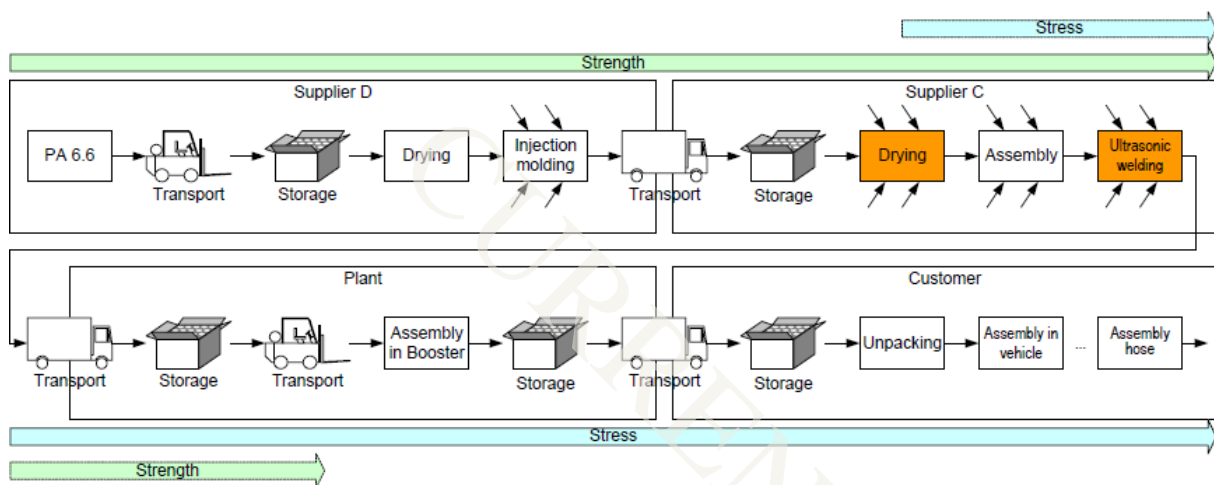 Stress
Strength
Supplier D
Supplier C
PA 6.6
Transport
Storage
Drying
Injection
molding
Transport
Storage
Drying
Assembly
Ultrasonic
welding
Plant
Customer
Transport
Storage
Transport
Assembly
in Booster
Storage
Transport
Storage
Unpacking
Assembly in
vehicle
...
Assembly
hose
Stress
Strength
CURREN